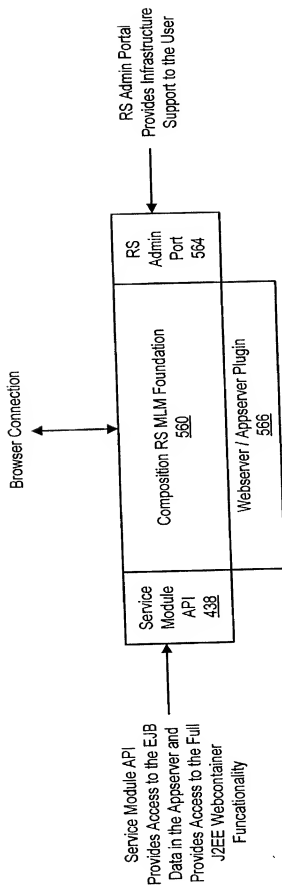 Browser Connection
Service Module API
Provides Access to the EJB
Data in the Appserver and
Provides Access to the Full
J2EE Webcontainer
Funcationality
Service
Module
API
438
Composition RS MLM Foundation
560
RS
Admin
Port
564
RS Admin Portal
Provides Infrastructure
Support to the User
Webserver / Appserver Plugin
566